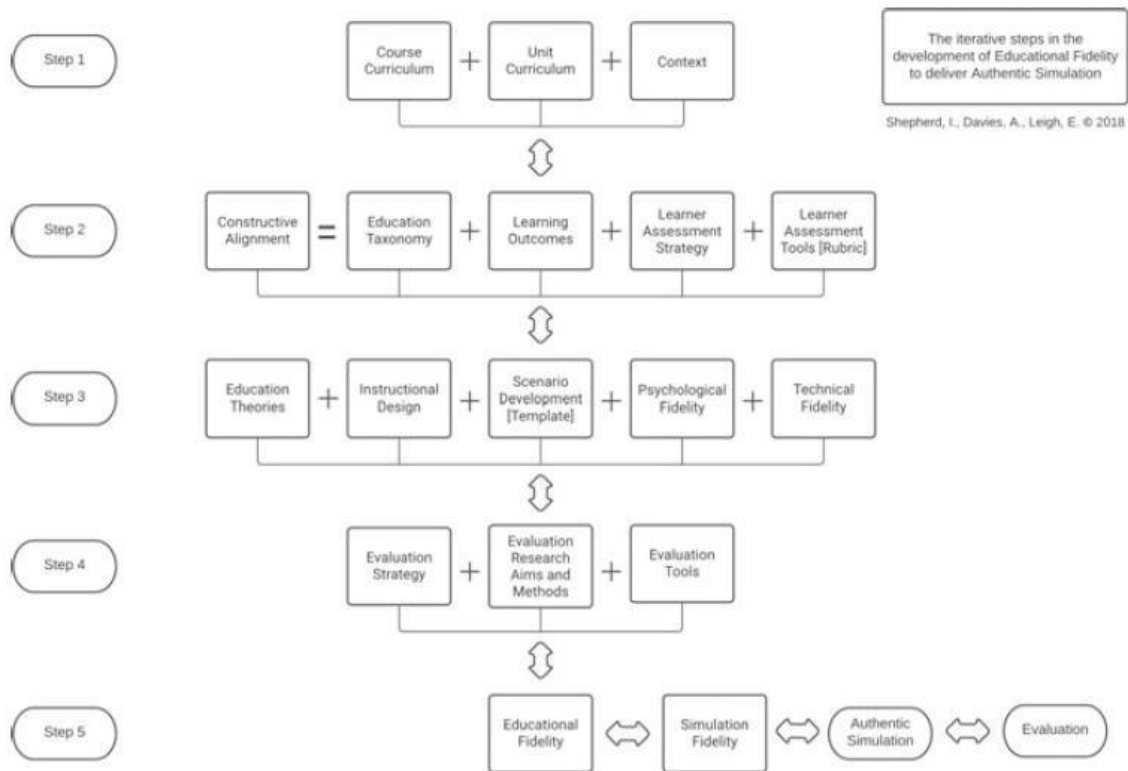 Step 1
Course
Curriculum
+
Unit
Curriculum
+
Context
The iterative steps in the
development of Educational Fidelity
to deliver Authentic Simulation
Shepherd, I., Davies, A., Leigh, E. © 2018
Step 2
Constructive
Alignment
=
Education
Taxonomy
+
Learning
Outcomes
+
Learner
Assessment
Strategy
+
Learner
Assessment
Tools [Rubric]
Step 3
Education
Theories
+
Instructional
Design
+
Scenario
Development
[Template]
+
Psychological
Fidelity
+
Technical
Fidelity
Step 4
Evaluation
Strategy
+
Evaluation
Research
Aims and
Methods
+
Evaluation
Tools
Step 5
Educational
Fidelity
Simulation
Fidelity
Authentic
Simulation
Evaluation